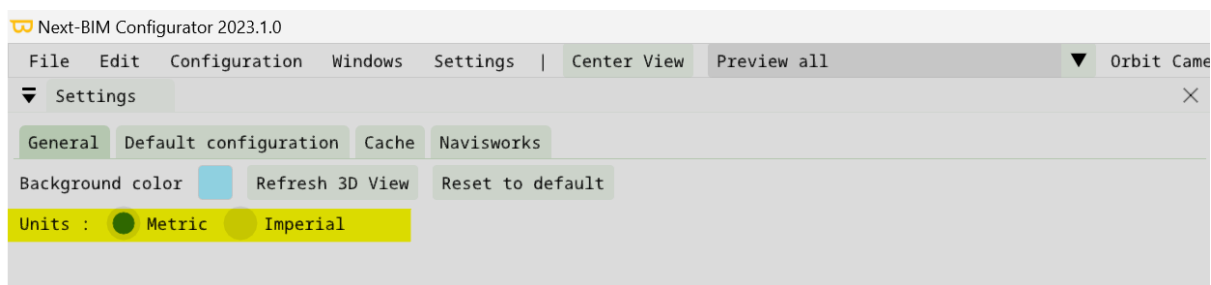 Next-BIM Configurator 2023.1.0
File Edit Configuration Windows Settings | Center View Preview all Orbit Came
Settings
General Default configuration Cache Navisworks
Background color Refresh 3D View Reset to default
Units : Metric Imperial